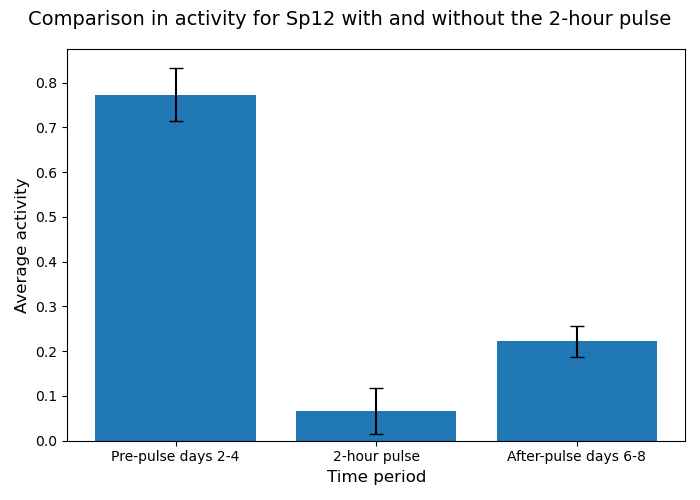 Comparison in activity for Sp12 with and without the 2-hour pulse
Average activity
0.8
0.7
0.6
0.5
0.4
0.3
0.2
0.1
0.0
Pre-pulse days 2-4
2-hour pulse
After-pulse days 6-8
Time period